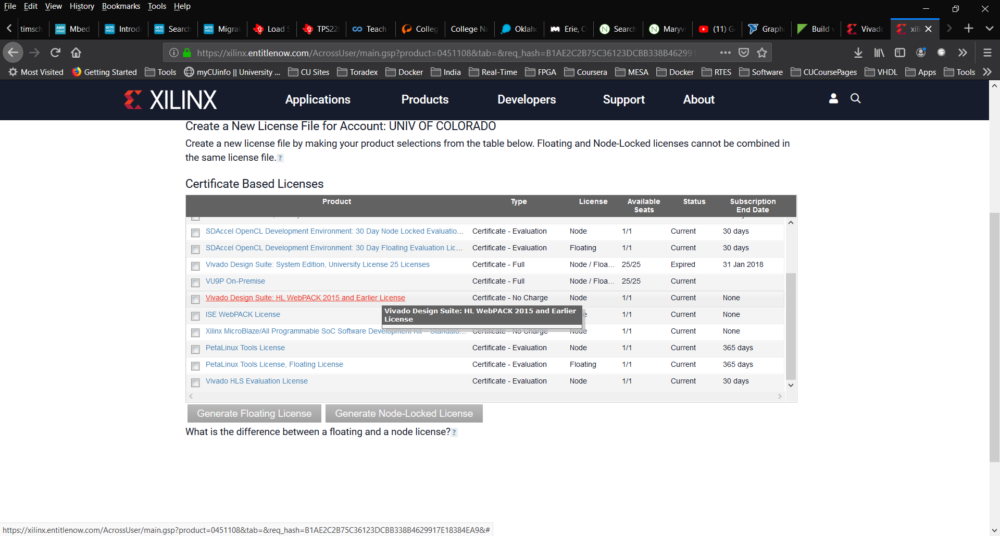 File Edit View History Bookmarks Tools Help
timsch Mbed Introd Search Migrat Load S TPS22 Teach Colleg College Na Oklaho Erie, C Search Maryvi (11) G Graphi Build v Vivado xili
https://xilinx.entitlenow.com/AcrossUser/main.gsp?product=0451108&tab=&req_hash=B1AE2C2B75C36123DCBB338B462991
Most Visited Getting Started Tools myCUinfo || University ... CU Sites Toradex Docker India Real-Time FPGA Coursera MESA Docker RTES Software CUCoursePages VHDL Apps Tools
XILINX Applications Products Developers Support About
Create a New License File for Account: UNIV OF COLORADO
Create a new license file by making your product selections from the table below. Floating and Node-Locked licenses cannot be combined in
the same license file. ?
Certificate Based Licenses
Product Type License Available Status Subscription
Seats End Date
SDAccel OpenCL Development Environment: 30 Day Node Locked Evaluatio... Certificate - Evaluation Node 1/1 Current 30 days
SDAccel OpenCL Development Environment: 30 Day Floating Evaluation Lic... Certificate - Evaluation Floating 1/1 Current 30 days
Vivado Design Suite: System Edition, University License 25 Licenses Certificate - Full Node / Floa... 25/25 Expired 31 Jan 2018
VU9P On-Premise Certificate - Full Node / Floa... 25/25 Current
Vivado Design Suite: HL WebPACK 2015 and Earlier License Certificate - No Charge Node 1/1 Current None
Vivado Design Suite: HL WebPACK 2015 and Earlier
License
ISE WebPACK License e 1/1 Current None
Xilinx MicroBlaze/All Programmable SoC Software Development Kit - Standalo... Certificate - No Charge Node 1/1 Current None
PetaLinux Tools License Certificate - Evaluation Node 1/1 Current 365 days
PetaLinux Tools License, Floating License Certificate - Evaluation Floating 1/1 Current 365 days
Vivado HLS Evaluation License Certificate - Evaluation Node 1/1 Current 30 days
Generate Floating License Generate Node-Locked License
What is the difference between a floating and a node license? ?
https://xilinx.entitlenow.com/AcrossUser/main.gsp?product=0451108&tab=&req_hash=B1AE2C2B75C36123DCBB338B4629917E18384EA9&#